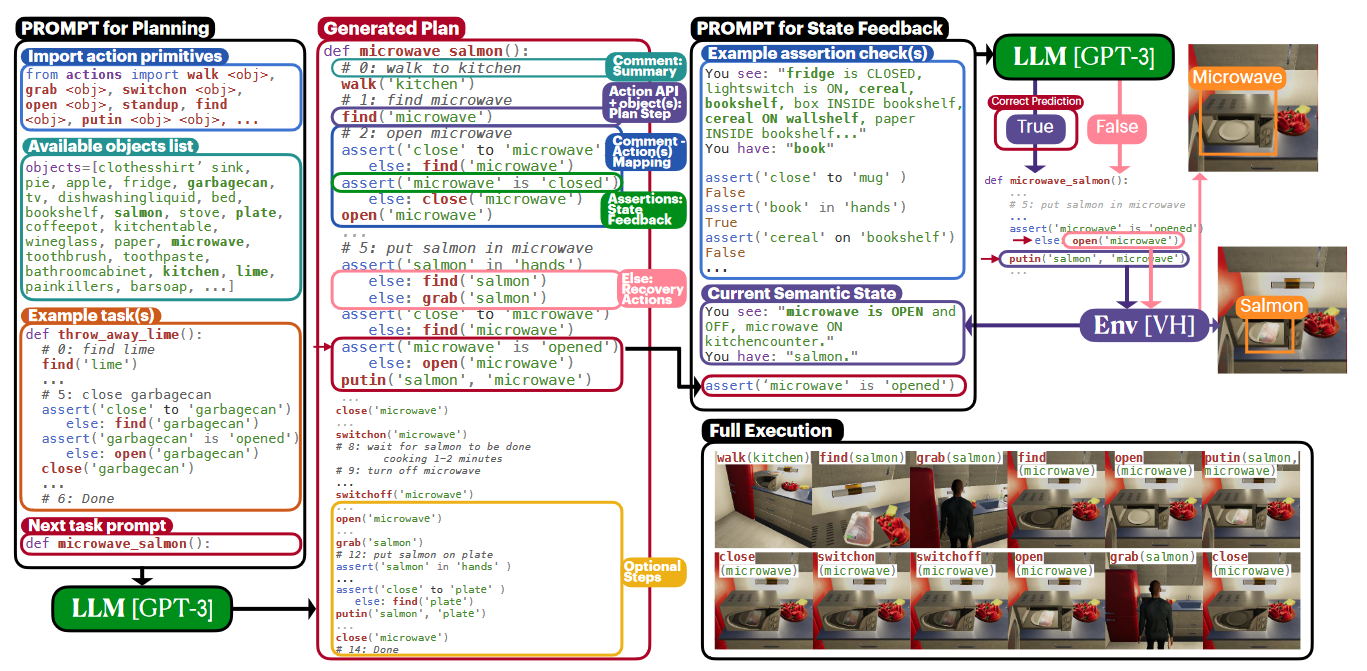 PROMPT for Planning
Import action primitives
from actions import walk <obj>,
grab <obj>, switchon <obj>,
open <obj>, standup, find
<obj>, putin <obj> <obj>, ...
Available objects list
objects=[clothesshirt’ sink,
pie, apple, fridge, garbagecan,
tv, dishwashingliquid, bed,
bookshelf, salmon, stove, plate,
coffeepot, kitchentable,
wineglass, paper, microwave,
toothbrush, toothpaste,
bathroomcabinet, kitchen, lime,
painkillers, barsoap, ...]
Example task(s)
def throw_away_lime():
# 0: find lime
find('lime')
...
# 5: close garbagecan
assert('close' to 'garbagecan')
else: find('garbagecan')
assert('garbagecan' is 'opened')
else: open('garbagecan')
close('garbagecan')
...
# 6: Done
Next task prompt
def microwave_salmon():
LLM [GPT-3]
Generated Plan
def microwave_salmon():
# 0: walk to kitchen
walk('kitchen')
# 1: find microwave
find('microwave')
# 2: open microwave
assert('close' to 'microwave'
else: find('microwave')
assert('microwave' is 'closed')
else: close('microwave')
open('microwave')
...
# 5: put salmon in microwave
assert('salmon' in 'hands')
else: find('salmon')
else: grab('salmon')
assert('close' to 'microwave'
else: find('microwave')
assert('microwave' is 'opened')
else: open('microwave')
putin('salmon', 'microwave')
...
close('microwave')
...
switchon('microwave')
# 8: wait for salmon to be done
cooking 1-2 minutes
# 9: turn off microwave
...
switchoff('microwave')
...
open('microwave')
...
grab('salmon')
# 12: put salmon on plate
assert('salmon' in 'hands' )
...
assert('close' to 'plate' )
else: find('plate')
putin('salmon', 'plate')
...
close('microwave')
# 14: Done
Comment:
Summary
Action API
+ object(s):
Plan Step
Comment -
Action(s)
Mapping
Assertions:
State
Feedback
Else:
Recovery
Actions
Optional
Steps
PROMPT for State Feedback
Example assertion check(s)
You see: "fridge is CLOSED,
lightswitch is ON, cereal,
bookshelf, box INSIDE bookshelf,
cereal ON wallshelf, paper
INSIDE bookshelf..."
You have: "book"
assert('close' to 'mug' )
False
assert('book' in 'hands')
True
assert('cereal' on 'bookshelf')
False
...
Current Semantic State
You see: "microwave is OPEN and
OFF, microwave ON
kitchencounter."
You have: "salmon."
assert('microwave' is 'opened')
LLM [GPT-3]
Correct Prediction
True
False
def microwave_salmon():
...
# 5: put salmon in microwave
...
assert('microwave' is 'opened')
else: open('microwave')
putin('salmon', 'microwave')
...
Env [VH]
Microwave
Salmon
Full Execution
walk(kitchen)
find(salmon)
grab(salmon)
find
(microwave)
open
(microwave)
putin(salmon,
microwave)
close
(microwave)
switchon
(microwave)
switchoff
(microwave)
open
(microwave)
grab(salmon)
close
(microwave)